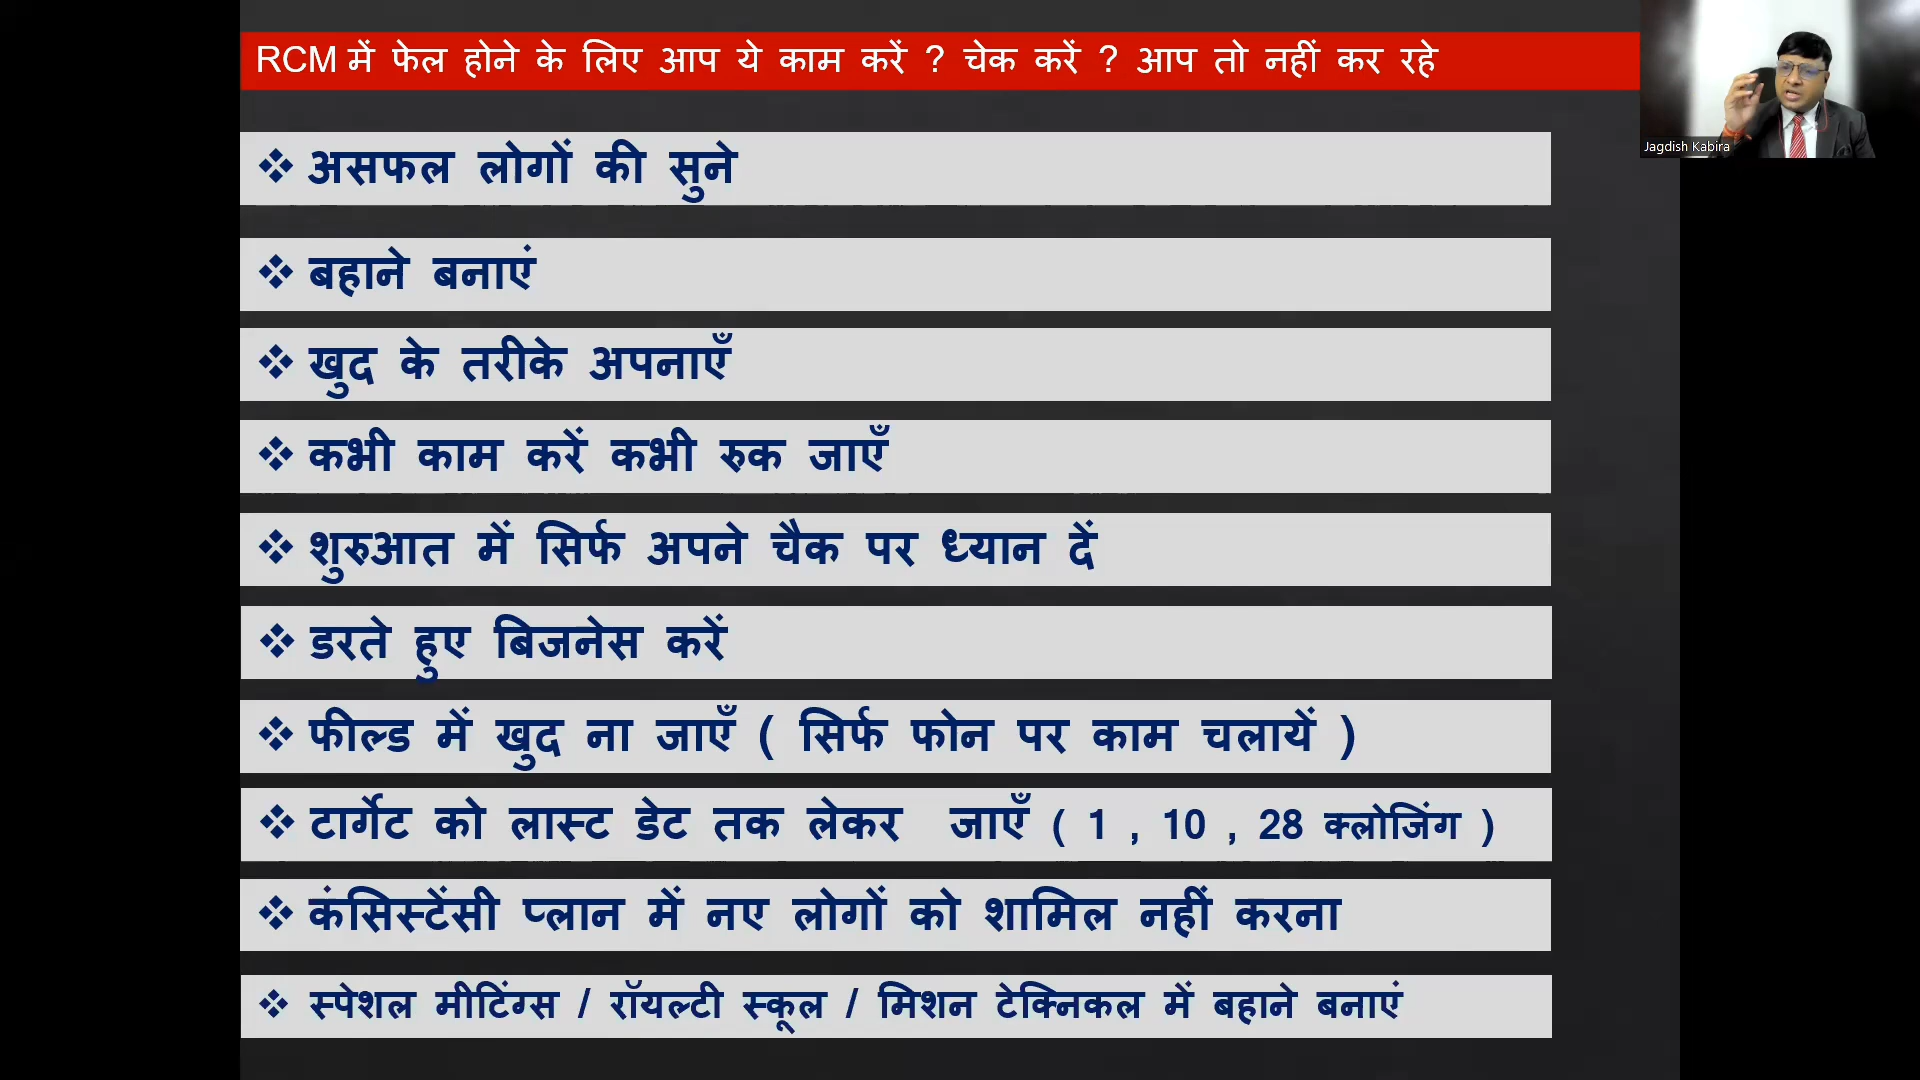 RCM में फेल होने के लिए आप ये काम करें ? चेक करें ? आप तो नहीं कर रहे
Jagdish Kabira
❖ असफल लोगों की सुने
❖ बहाने बनाएं
❖ खुद के तरीके अपनाएँ
❖ कभी काम करें कभी रुक जाएँ
❖ शुरुआत में सिर्फ अपने चैक पर ध्यान दें
❖ डरते हुए बिजनेस करें
❖ फील्ड में खुद ना जाएँ ( सिर्फ फोन पर काम चलायें )
❖ टार्गेट को लास्ट डेट तक लेकर जाएँ ( 1 , 10 , 28 क्लोजिंग )
❖ कंसिस्टेंसी प्लान में नए लोगों को शामिल नहीं करना
❖ स्पेशल मीटिंग्स / रॉयल्टी स्कूल / मिशन टेक्निकल में बहाने बनाएं